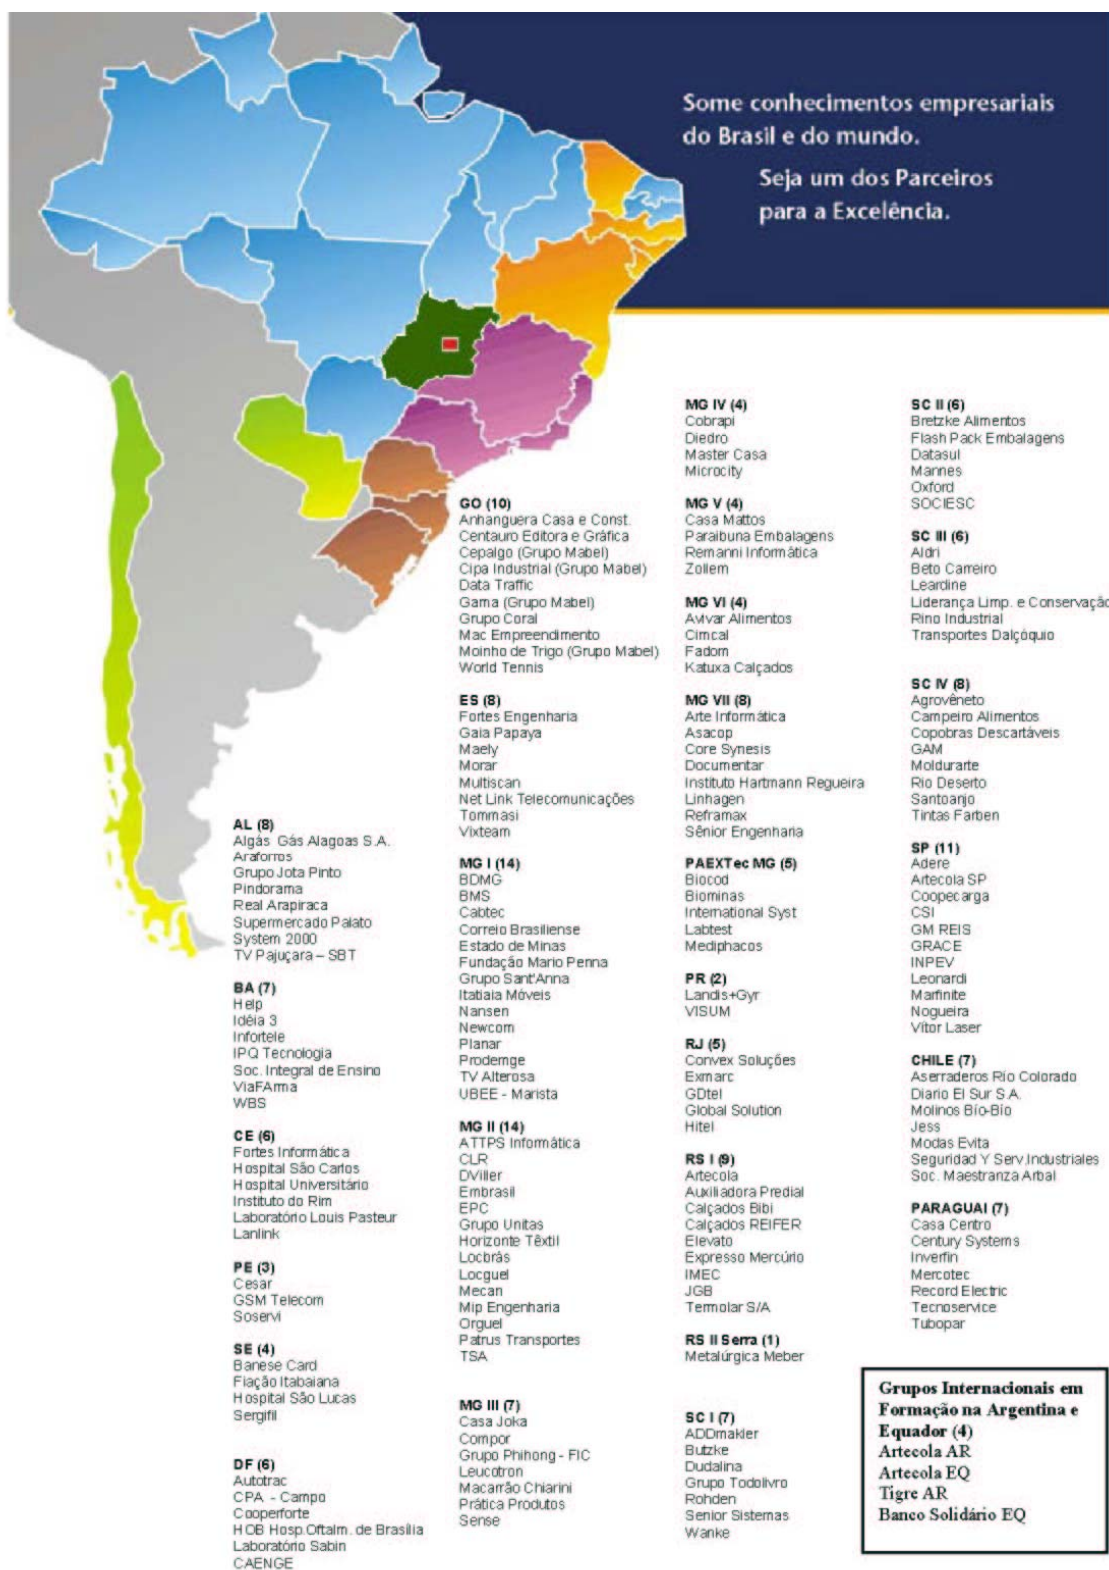 Some conhecimentos empresariais
do Brasil e do mundo.
Seja um dos Parceiros
para a Excelência.
AL (8)
Algás Gás Alagoas S.A.
Araforros
Grupo Jota Pinto
Pindorama
Real Arapiraca
Supermercado Palato
System 2000
TV Pajuçara – SBT
BA (7)
Help
Idéia 3
Infortele
IPQ Tecnologia
Soc. Integral de Ensino
ViaFArma
WBS
CE (6)
Fortes Informática
Hospital São Carlos
Hospital Universitário
Instituto do Rim
Laboratório Louis Pasteur
Lanlink
PE (3)
Cesar
GSM Telecom
Soservi
SE (4)
Banese Card
Fiação Itabaiana
Hospital São Lucas
Sergifil
DF (6)
Autotrac
CPA - Campo
Cooperforte
HOB Hosp.Oftalm. de Brasília
Laboratório Sabin
CAENGE
GO (10)
Anhanguera Casa e Const.
Centauro Editora e Gráfica
Cepalgo (Grupo Mabel)
Cipa Industrial (Grupo Mabel)
Data Traffic
Gama (Grupo Mabel)
Grupo Coral
Mac Empreendimento
Moinho de Trigo (Grupo Mabel)
World Tennis
ES (8)
Fortes Engenharia
Gaia Papaya
Maely
Morar
Multiscan
Net Link Telecomunicações
Tommasi
Vixteam
MG I (14)
BDMG
BMS
Cabtec
Correio Brasiliense
Estado de Minas
Fundação Mario Penna
Grupo Sant'Anna
Itatiaia Móveis
Nansen
Newcom
Planar
Prodemge
TV Alterosa
UBEE - Marista
MG II (14)
ATTPS Informática
CLR
DViller
Embrasil
EPC
Grupo Unitas
Horizonte Têxtil
Locbrás
Locguel
Mecan
Mip Engenharia
Orguel
Patrus Transportes
TSA
MG III (7)
Casa Joka
Compor
Grupo Phihong - FIC
Leucotron
Macarrão Chiarini
Prática Produtos
Sense
MG IV (4)
Cobrapi
Diedro
Master Casa
Microcity
MG V (4)
Casa Mattos
Paraibuna Embalagens
Remanni Informática
Zollem
MG VI (4)
Avivar Alimentos
Cimcal
Fadom
Katuxa Calçados
MG VII (8)
Arte Informática
Asacop
Core Synesis
Documentar
Instituto Hartmann Regueira
Linhagen
Reframax
Sênior Engenharia
PAEXTec MG (5)
Biocod
Biominas
International Syst
Labtest
Mediphacos
PR (2)
Landis+Gyr
VISUM
RJ (5)
Convex Soluções
Exmarc
GDtel
Global Solution
Hitel
RS I (9)
Artecola
Auxiliadora Predial
Calçados Bibi
Calçados REIFER
Elevato
Expresso Mercúrio
IMEC
JGB
Termolar S/A
RS II Serra (1)
Metalúrgica Meber
SC I (7)
ADDmakler
Butzke
Dudalina
Grupo Todolivro
Rohden
Senior Sistemas
Wanke
SC II (6)
Bretzke Alimentos
Flash Pack Embalagens
Datasul
Mannes
Oxford
SOCIESC
SC III (6)
Aldri
Beto Carreiro
Leardine
Liderança Limp. e Conservação
Rino Industrial
Transportes Dalçóquio
SC IV (8)
Agrovêneto
Campeiro Alimentos
Copobras Descartáveis
GAM
Moldurarte
Rio Deserto
Santoanjo
Tintas Farben
SP (11)
Adere
Artecola SP
Coopecarga
CSI
GM REIS
GRACE
INPEV
Leonardi
Marfinite
Nogueira
Vítor Laser
CHILE (7)
Aserraderos Río Colorado
Diario El Sur S.A.
Molinos Bío-Bío
Jess
Modas Evita
Seguridad Y Serv.Industriales
Soc. Maestranza Arbal
PARAGUAI (7)
Casa Centro
Century Systems
Inverfin
Mercotec
Record Electric
Tecnoservice
Tubopar
Grupos Internacionais em
Formação na Argentina e
Equador (4)
Artecola AR
Artecola EQ
Tigre AR
Banco Solidário EQ